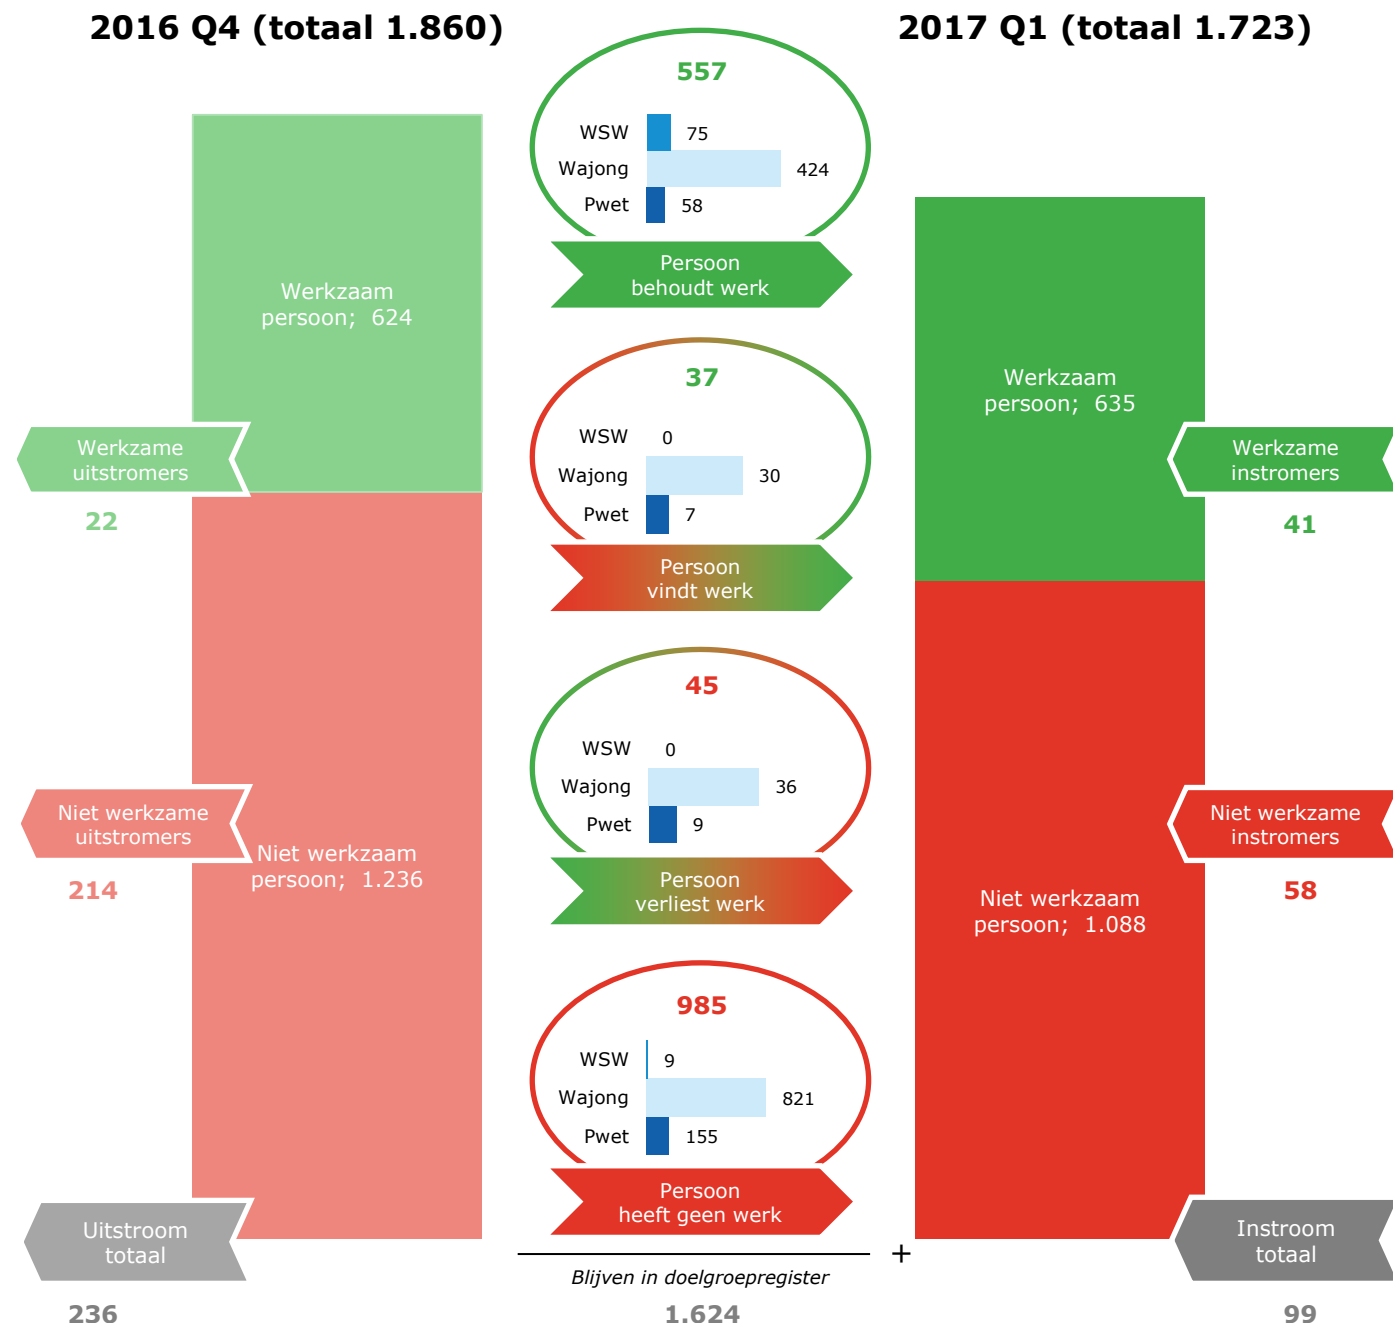 2016 Q4 (totaal 1.860)
2017 Q1 (totaal 1.723)
557
WSW 75
Wajong 424
Pwet 58
Persoon
behoudt werk
Werkzaam
persoon; 624
37
WSW 0
Wajong 30
Pwet 7
Persoon
vindt werk
Werkzaam
persoon; 635
Werkzame
uitstromers
22
Werkzame
instromers
41
45
WSW 0
Wajong 36
Pwet 9
Persoon
verliest werk
Niet werkzame
uitstromers
214
Niet werkzaam
persoon; 1.236
Niet werkzame
instromers
58
Niet werkzaam
persoon; 1.088
985
WSW 9
Wajong 821
Pwet 155
Persoon
heeft geen werk
Uitstroom
totaal
236
+
Blijven in doelgroepregister
1.624
Instroom
totaal
99